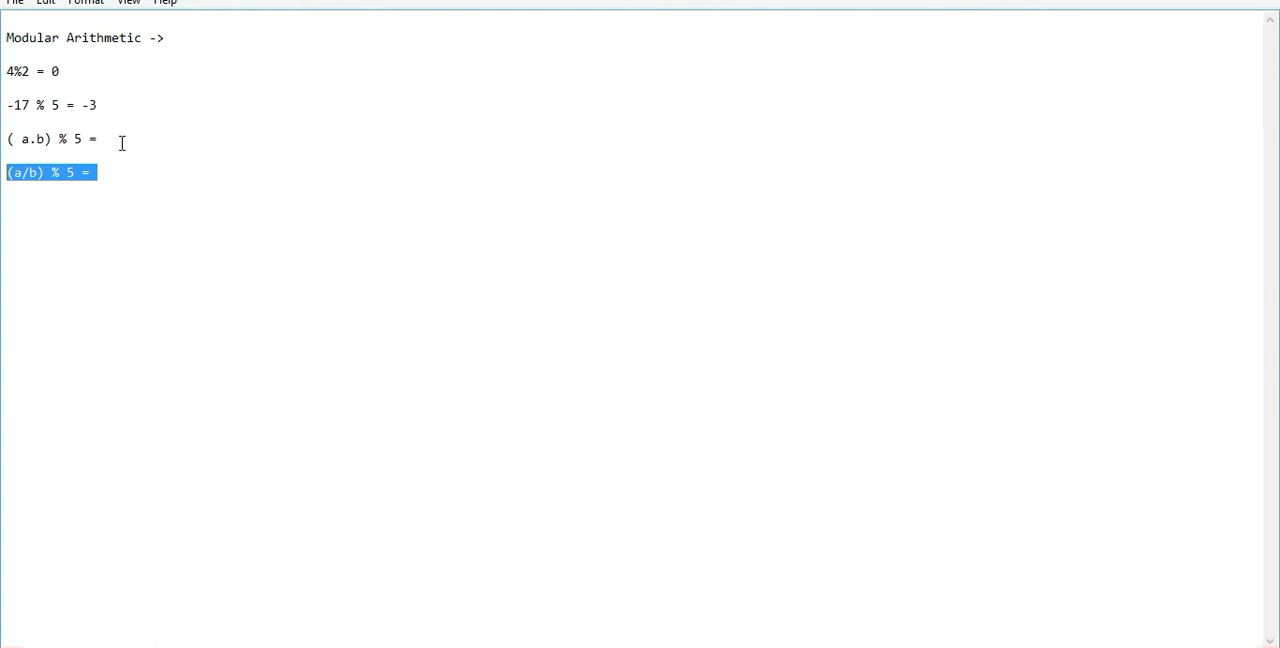 File Edit Format View Help
Modular Arithmetic ->
4%2 = 0
-17 % 5 = -3
( a.b) % 5 =
(a/b) % 5 =